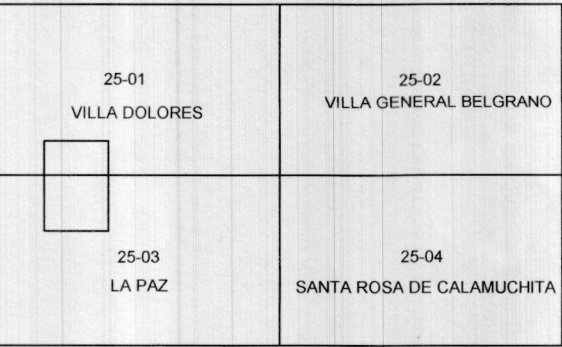 25-01
VILLA DOLORES
25-02
VILLA GENERAL BELGRANO
25-03
LA PAZ
25-04
SANTA ROSA DE CALAMUCHITA